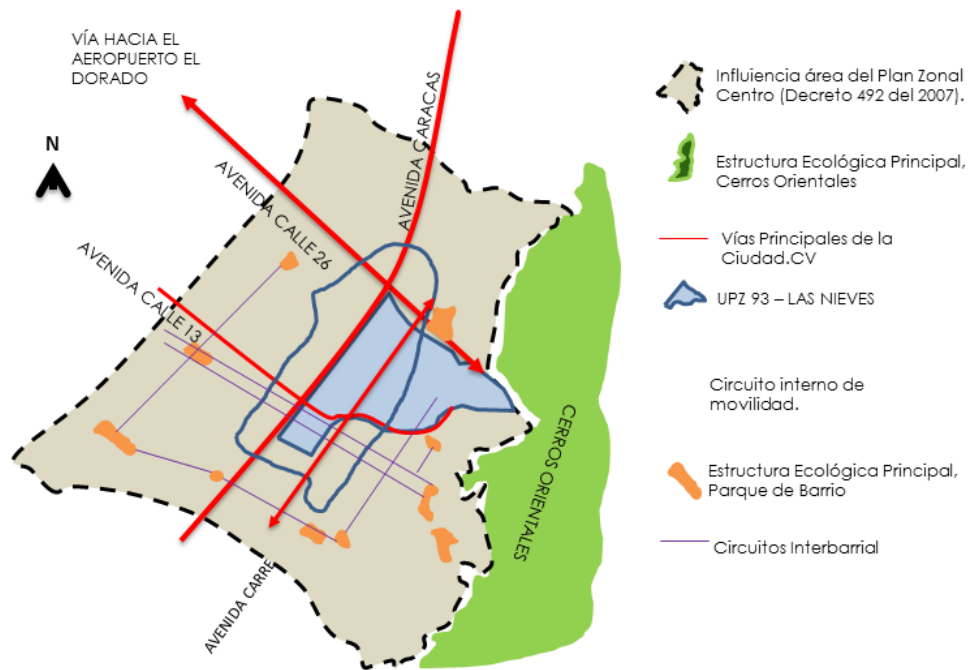 VÍA HACIA EL
AEROPUERTO EL
DORADO
N
AVENIDA CARACAS
AVENIDA CALLE 26
AVENIDA CALLE 13
AVENIDA CARRE
CERROS ORIENTALES
Influiencia área del Plan Zonal
Centro (Decreto 492 del 2007).
Estructura Ecológica Principal,
Cerros Orientales
Vías Principales de la
Ciudad.CV
UPZ 93 – LAS NIEVES
Circuito interno de
movilidad.
Estructura Ecológica Principal,
Parque de Barrio
Circuitos Interbarrial